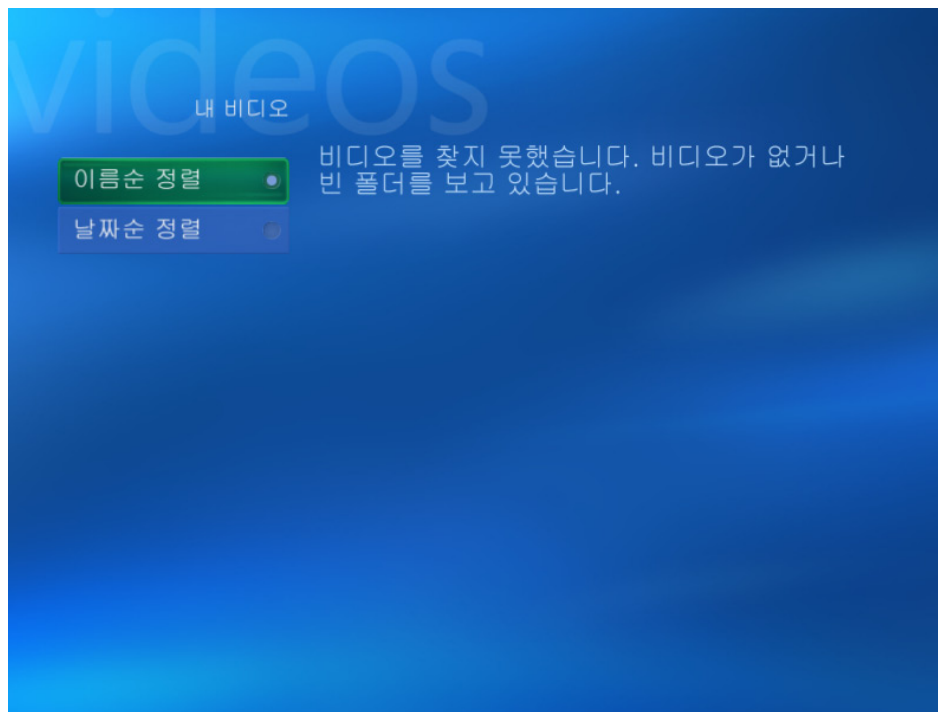 videos
내 비디오
이름순 정렬
날짜순 정렬
비디오를 찾지 못했습니다. 비디오가 없거나
빈 폴더를 보고 있습니다.